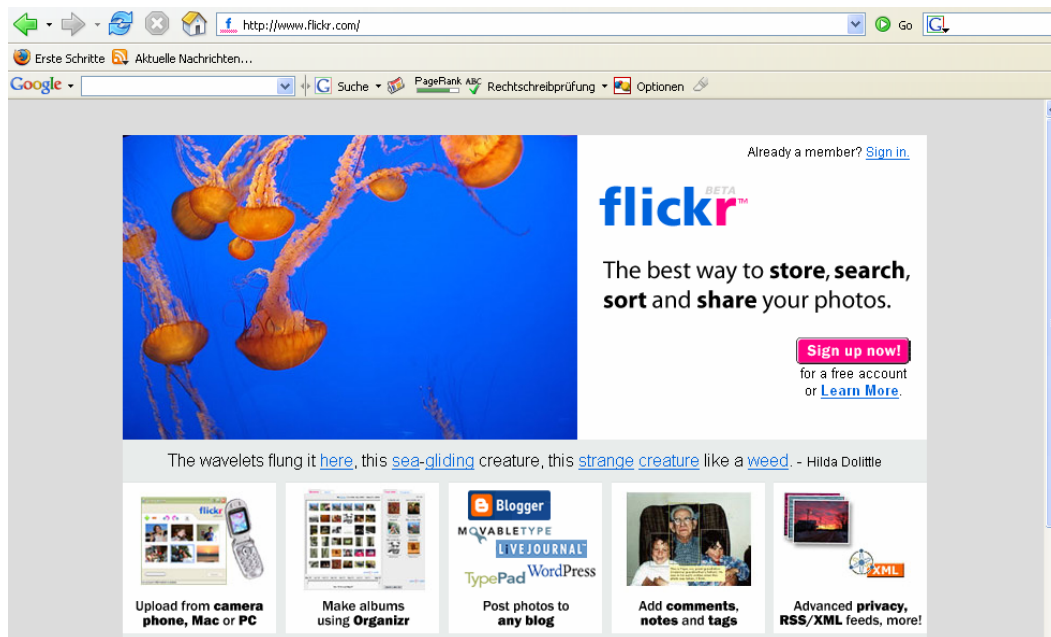 http://www.flickr.com/ Go G
Erste Schritte Aktuelle Nachrichten...
Google G Suche PageRank ABC Rechtschreibprüfung Optionen
Already a member? Sign in.
BETA
flickr™
The best way to store, search,
sort and share your photos.
Sign up now!
for a free account
or Learn More.
The wavelets flung it here, this sea-gliding creature, this strange creature like a weed. - Hilda Dolittle
flickr
Blogger
MOVABLETYPE
LIVEJOURNAL™
TypePad WordPress
XML
Upload from camera
phone, Mac or PC
Make albums
using Organizr
Post photos to
any blog
Add comments,
notes and tags
Advanced privacy,
RSS/XML feeds, more!